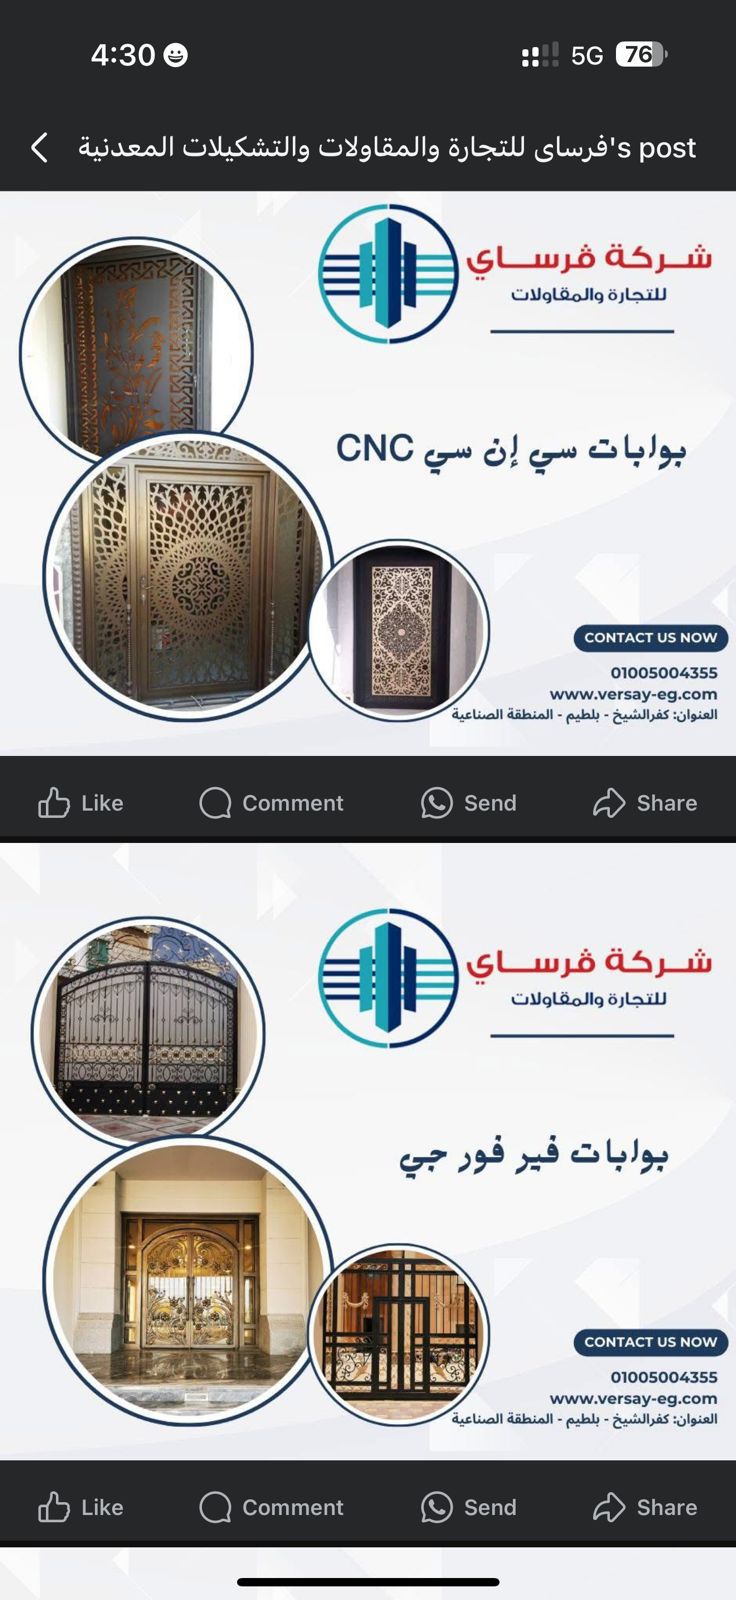 4:30
5G 76
فرساى للتجارة والمقاولات والتشكيلات المعدنية's post
شركة ڤرساي
للتجارة والمقاولات
بوابات سي إن سي CNC
CONTACT US NOW
01005004355
www.versay-eg.com
العنوان: كفرالشيخ - بلطيم - المنطقة الصناعية
Like Comment Send Share
شركة ڤرساي
للتجارة والمقاولات
بوابات فير فور جي
CONTACT US NOW
01005004355
www.versay-eg.com
العنوان: كفرالشيخ - بلطيم - المنطقة الصناعية
Like Comment Send Share